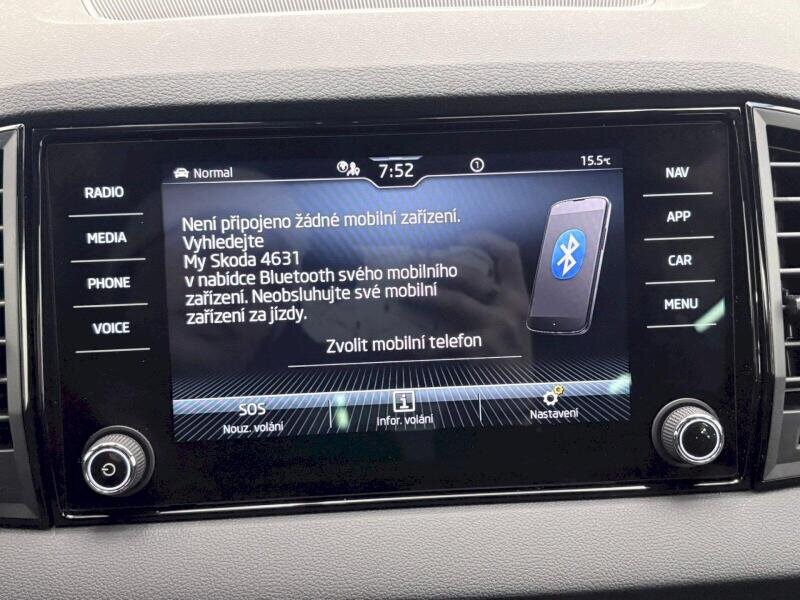 Normal
7:52
1
15.5°C
RADIO
MEDIA
PHONE
VOICE
NAV
APP
CAR
MENU
Není připojeno žádné mobilní zařízení.
Vyhledejte
My Skoda 4631
v nabídce Bluetooth svého mobilního
zařízení. Neobsluhujte své mobilní
zařízení za jízdy.
Zvolit mobilní telefon
SOS
Nouz. volání
i
Infor. volání
Nastavení